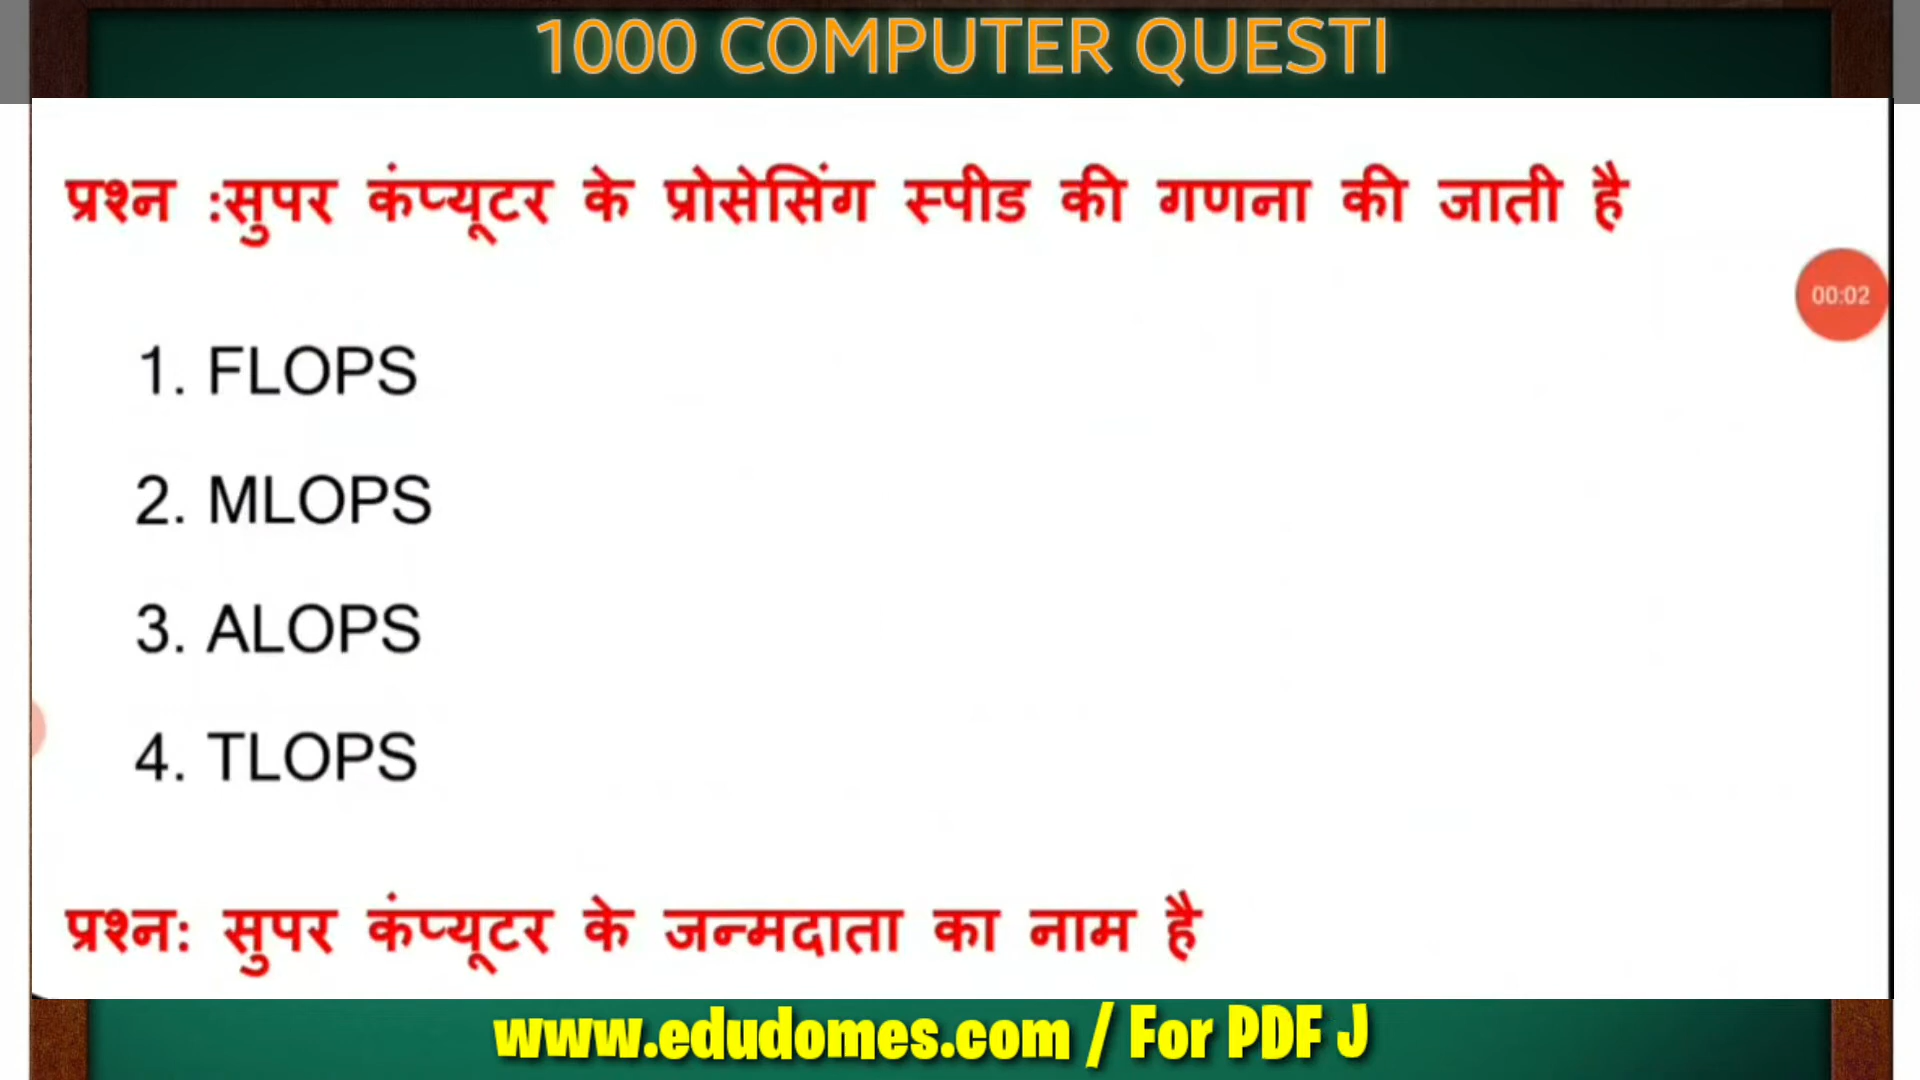 1000 COMPUTER QUESTI
प्रश्न :सुपर कंप्यूटर के प्रोसेसिंग स्पीड की गणना की जाती है
00:02
1. FLOPS
2. MLOPS
3. ALOPS
4. TLOPS
प्रश्न: सुपर कंप्यूटर के जन्मदाता का नाम है
www.edudomes.com / For PDF J